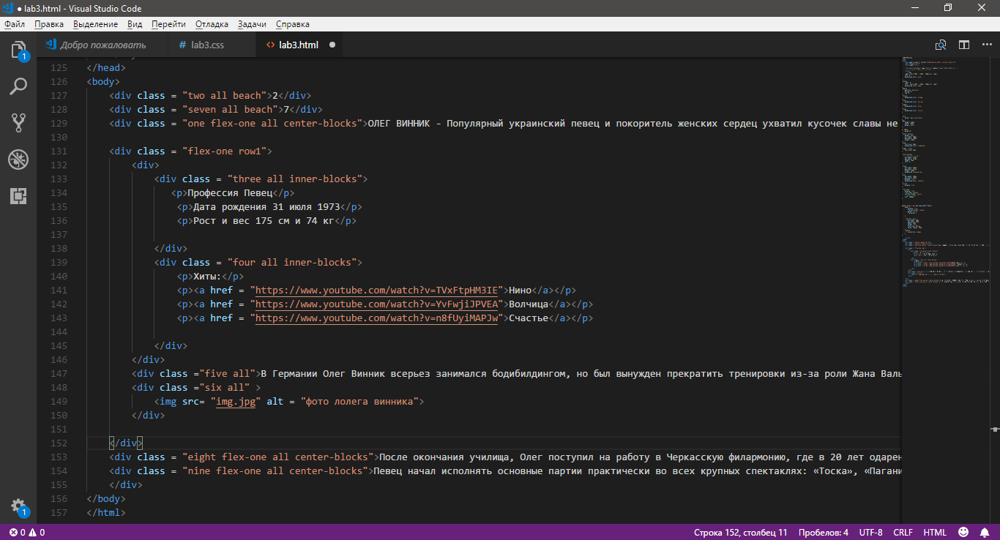 ● lab3.html - Visual Studio Code
Файл Правка Выделение Вид Перейти Отладка Задачи Справка
1 Добро пожаловать # lab3.css <> lab3.html
125 </head>
126 <body>
127 <div class = "two all beach">2</div>
128 <div class = "seven all beach">7</div>
129 <div class = "one flex-one all center-blocks">ОЛЕГ ВИННИК - Популярный украинский певец и покоритель женских сердец ухватил кусочек славы не
130
131 <div class = "flex-one row1">
132 <div>
133 <div class = "three all inner-blocks">
134 <p>Профессия Певец</p>
135 <p>Дата рождения 31 июля 1973</p>
136 <p>Рост и вес 175 см и 74 кг</p>
137
138 </div>
139 <div class = "four all inner-blocks">
140 <p>Хиты:</p>
141 <p><a href = "https://www.youtube.com/watch?v=TVxFtpHM3IE">Нино</a></p>
142 <p><a href = "https://www.youtube.com/watch?v=YvFwjiJPVEA">Волчица</a></p>
143 <p><a href = "https://www.youtube.com/watch?v=n8fUyiMAPJw">Счастье</a></p>
144
145 </div>
146 </div>
147 <div class ="five all">В Германии Олег Винник всерьез занимался бодибилдингом, но был вынужден прекратить тренировки из-за роли Жана Валь
148 <div class ="six all" >
149 <img src= "img.jpg" alt = "фото лолега винника">
150 </div>
151
152 </div>
153 <div class = "eight flex-one all center-blocks">После окончания училища, Олег поступил на работу в Черкасскую филармонию, где в 20 лет одарен
154 <div class = "nine flex-one all center-blocks">Певец начал исполнять основные партии практически во всех крупных спектаклях: «Тоска», «Пагани
155 </div>
156 </body>
157 </html>
1
0 0 Строка 152, столбец 11 Пробелов: 4 UTF-8 CRLF HTML